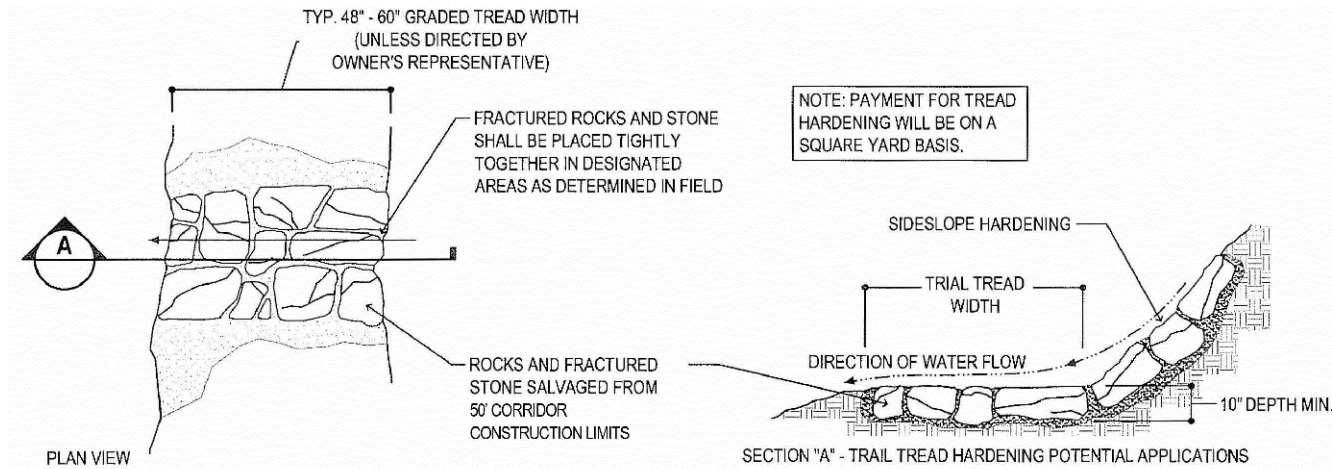 TYP. 48" - 60" GRADED TREAD WIDTH
(UNLESS DIRECTED BY
OWNER'S REPRESENTATIVE)
FRACTURED ROCKS AND STONE
SHALL BE PLACED TIGHTLY
TOGETHER IN DESIGNATED
AREAS AS DETERMINED IN FIELD
NOTE: PAYMENT FOR TREAD
HARDENING WILL BE ON A
SQUARE YARD BASIS.
A
SIDESLOPE HARDENING
TRIAL TREAD
WIDTH
DIRECTION OF WATER FLOW
ROCKS AND FRACTURED
STONE SALVAGED FROM
50' CORRIDOR
CONSTRUCTION LIMITS
10" DEPTH MIN.
PLAN VIEW
SECTION "A" - TRAIL TREAD HARDENING POTENTIAL APPLICATIONS